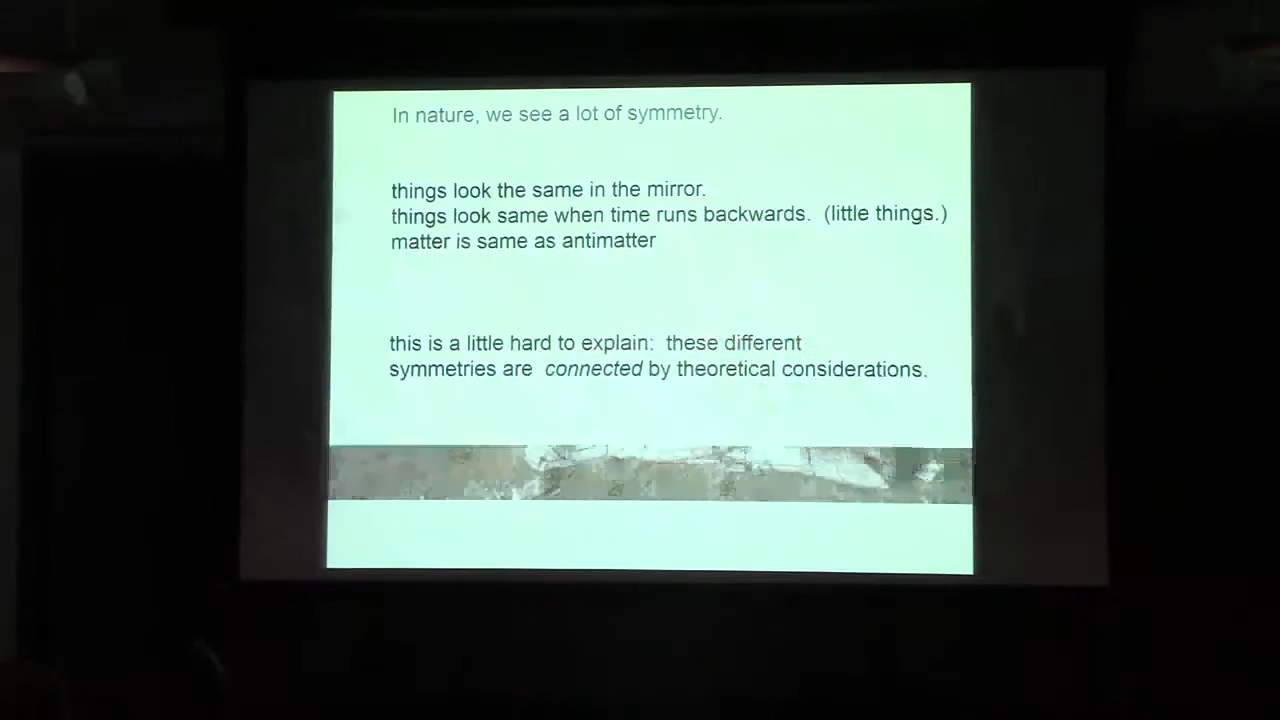 In nature, we see a lot of symmetry.
things look the same in the mirror.
things look same when time runs backwards.  (little things.)
matter is same as antimatter
this is a little hard to explain:  these different
symmetries are  connected by theoretical considerations.